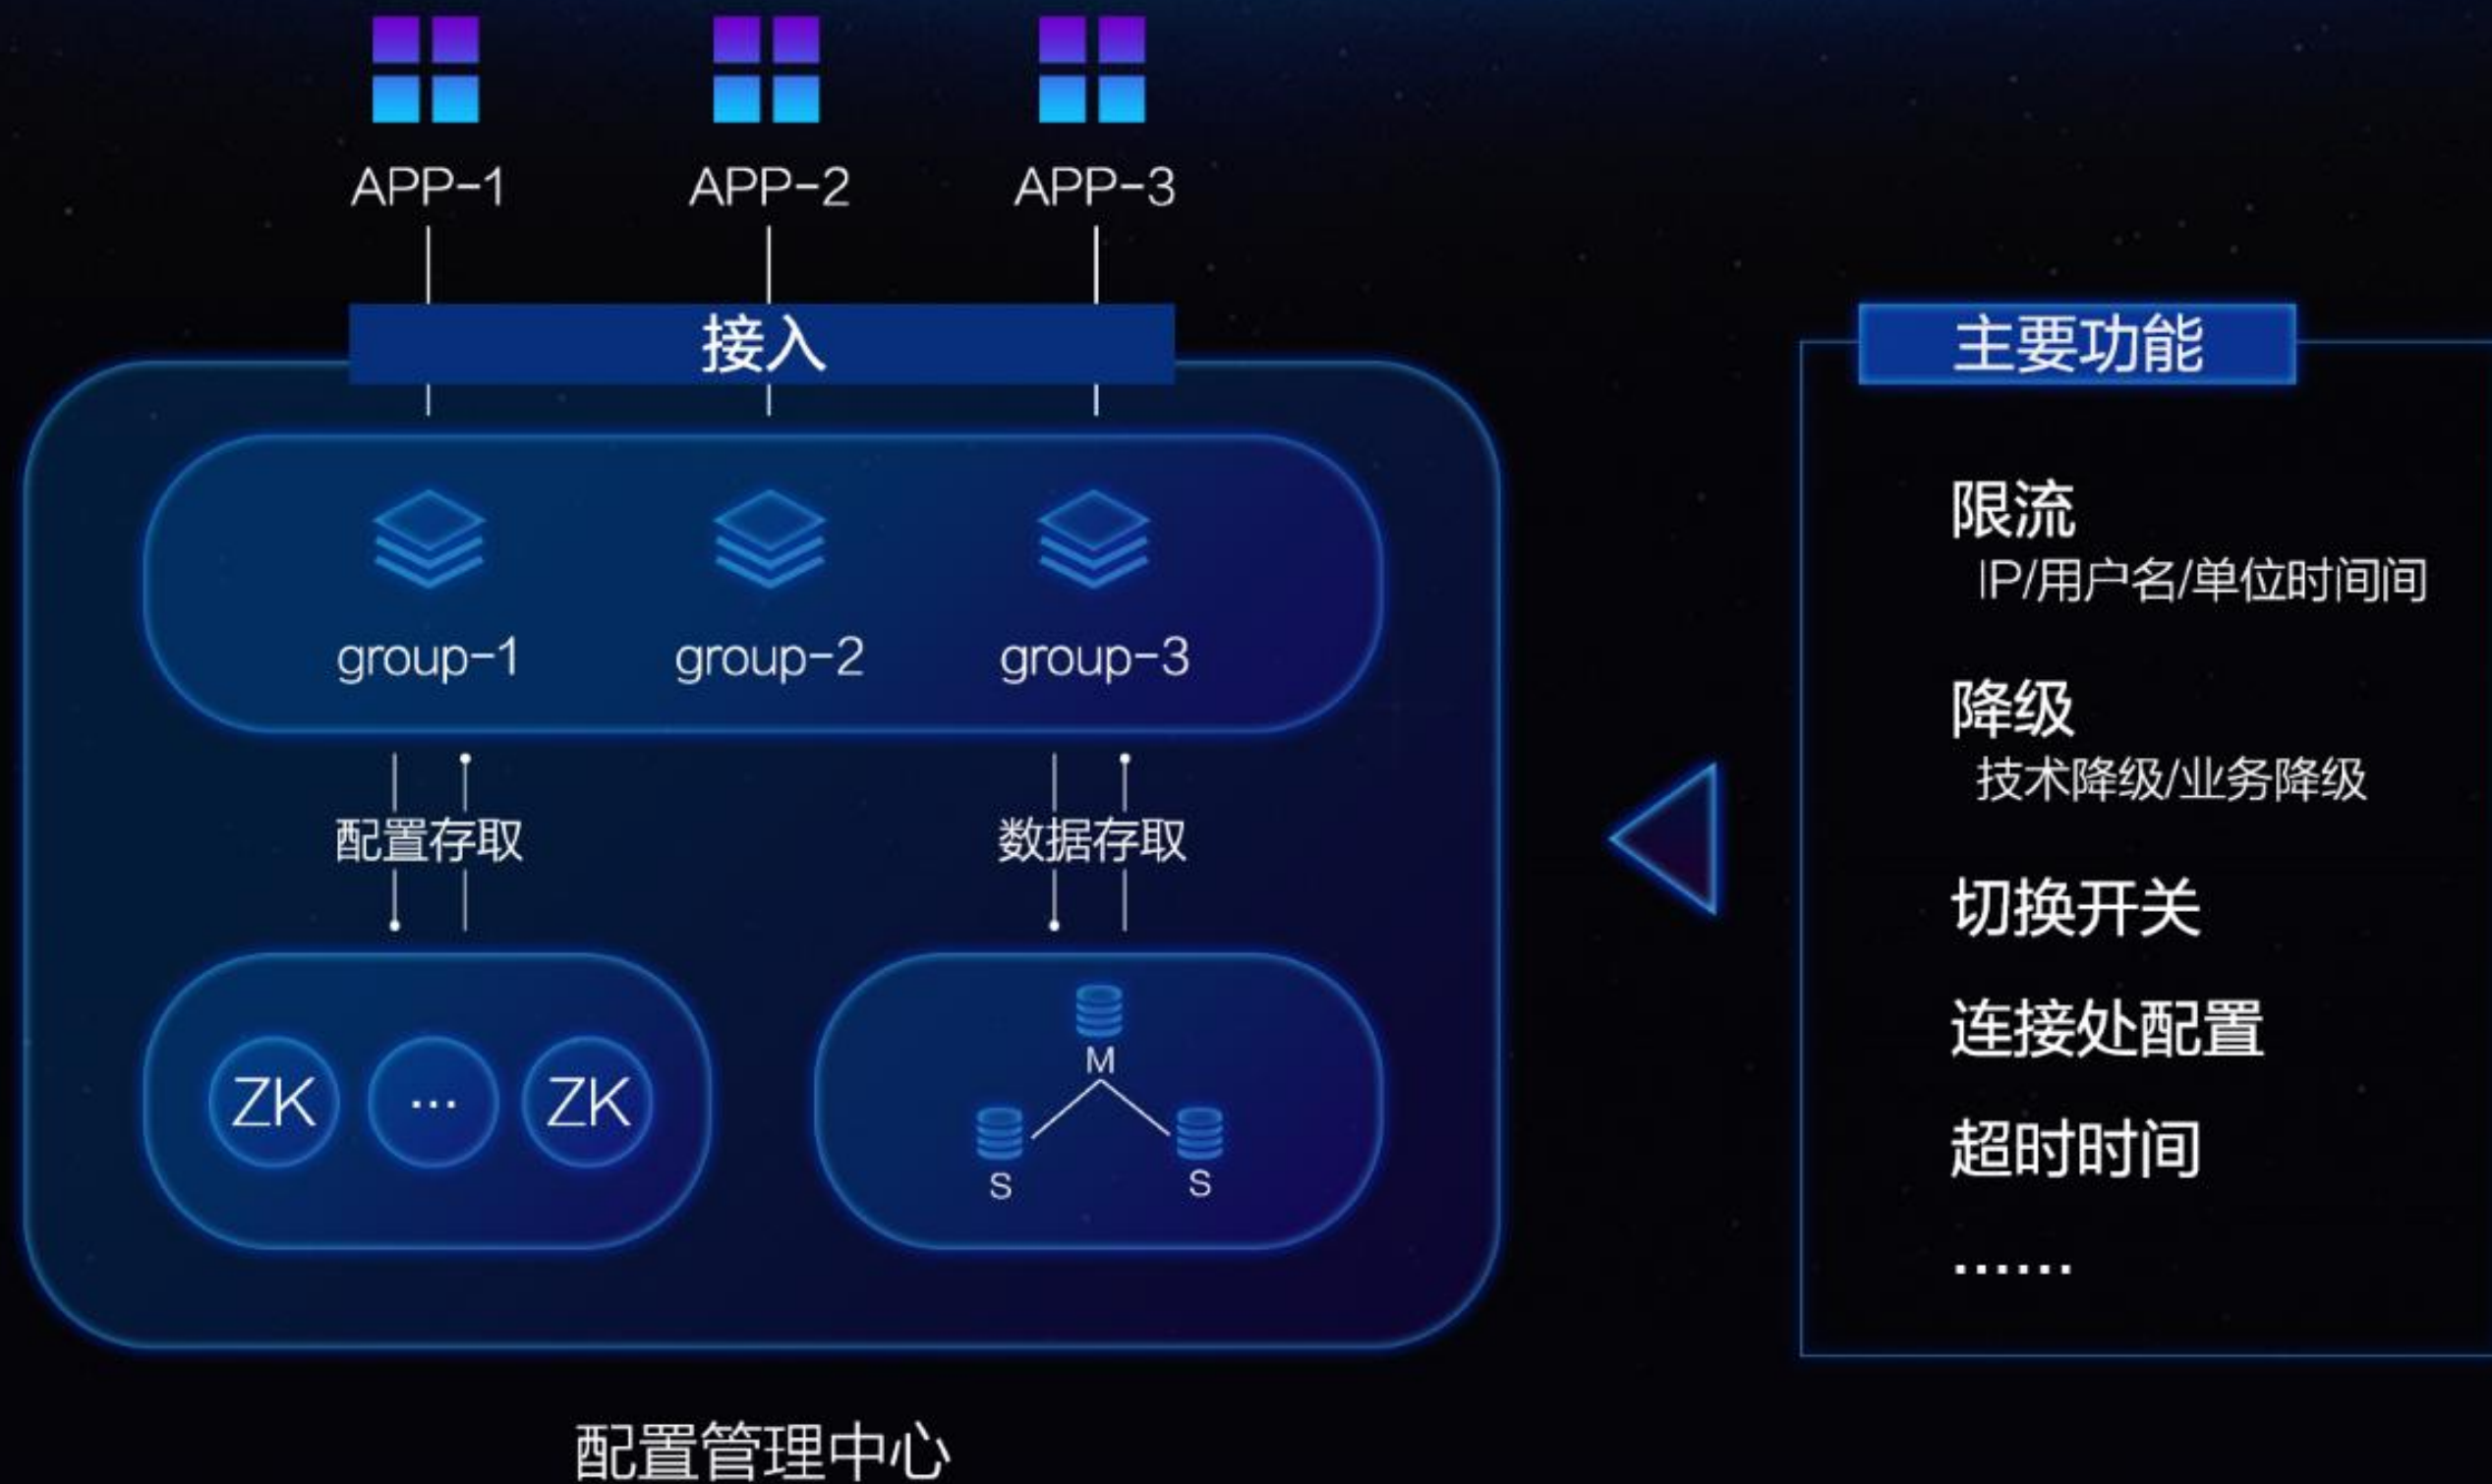 APP-1 APP-2 APP-3
接入
group-1 group-2 group-3
配置存取 数据存取
ZK ... ZK
M
S S
配置管理中心
主要功能
限流
IP/用户名/单位时间间
降级
技术降级/业务降级
切换开关
连接处配置
超时时间
......